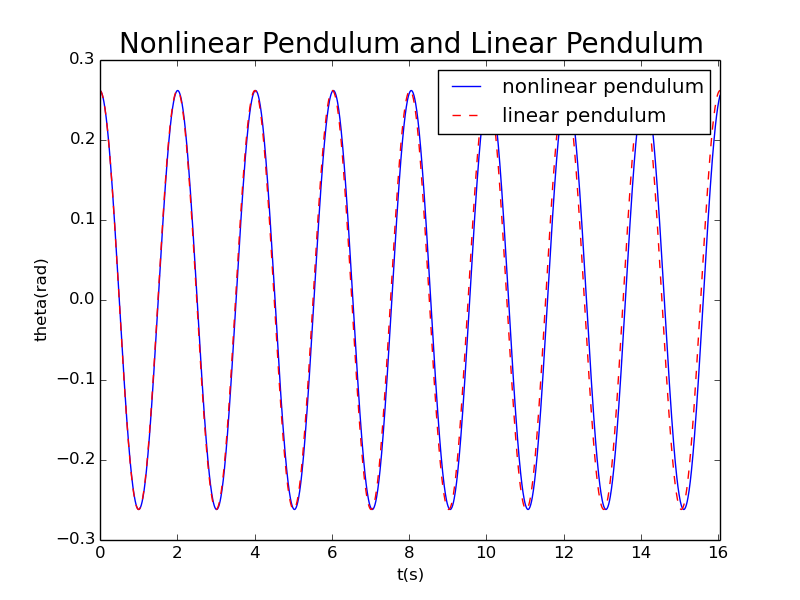 Nonlinear Pendulum and Linear Pendulum
nonlinear pendulum
linear pendulum
0.3
0.2
0.1
0.0
−0.1
−0.2
−0.3
theta(rad)
0 2 4 6 8 10 12 14 16
t(s)